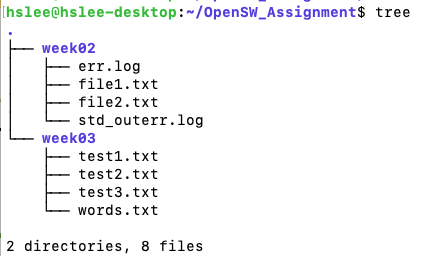 hslee@hslee-desktop:~/OpenSW_Assignment$ tree
.
├── week02
│   ├── err.log
│   ├── file1.txt
│   ├── file2.txt
│   └── std_outerr.log
└── week03
    ├── test1.txt
    ├── test2.txt
    ├── test3.txt
    └── words.txt
2 directories, 8 files